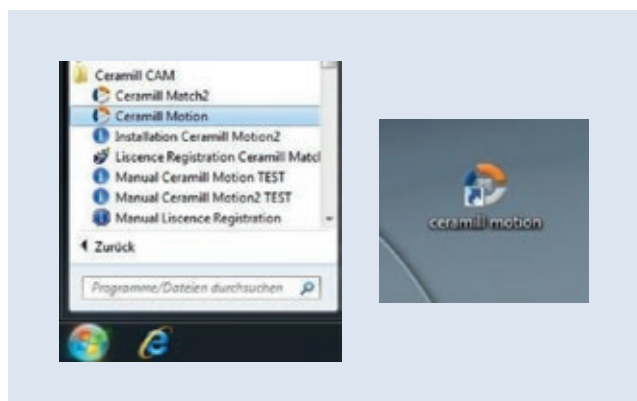 Ceramill CAM
Ceramill Match2
Ceramill Motion
Installation Ceramill Motion2
Liscence Registration Ceramill Matcl
Manual Ceramill Motion TEST
Manual Ceramill Motion2 TEST
Manual Liscence Registration
Zurück
Programme/Dateien durchsuchen
ceramill motion